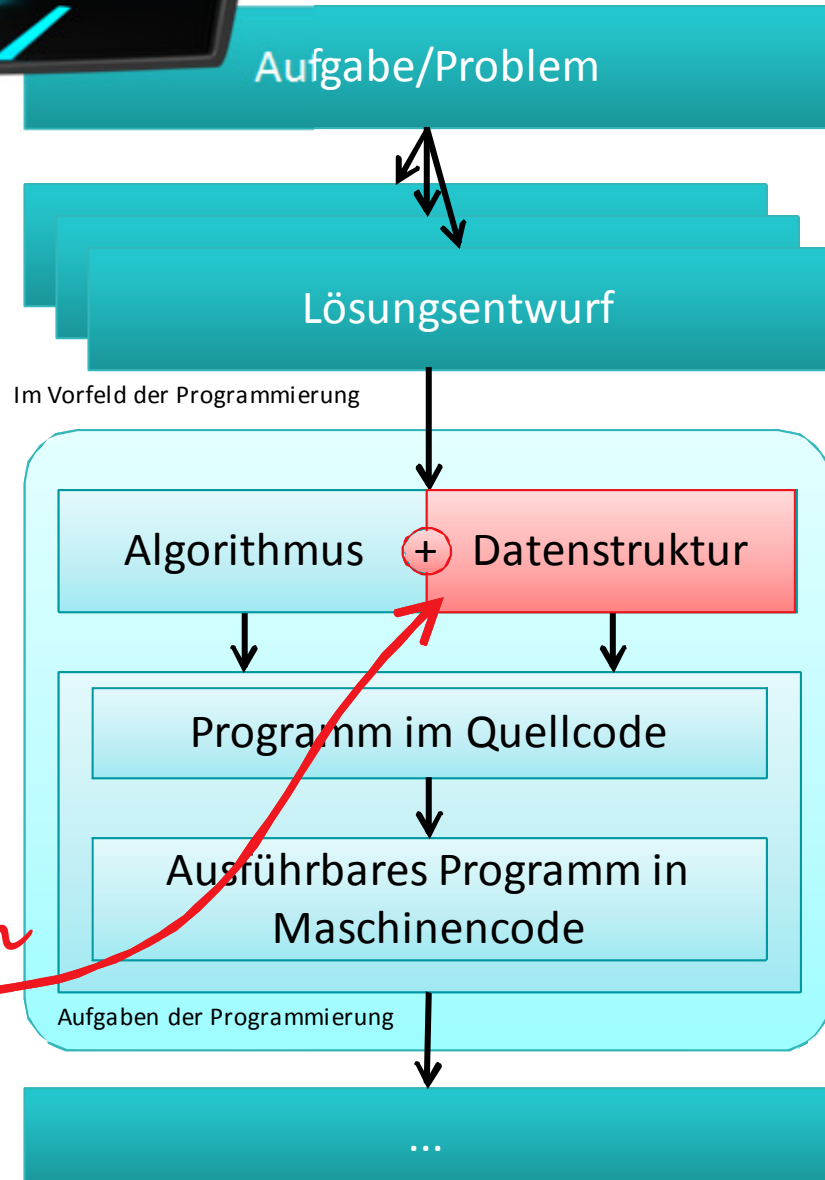 Aufgabe/Problem
Lösungsentwurf
Im Vorfeld der Programmierung
Algorithmus + Datenstruktur
Programm im Quellcode
Ausführbares Programm in
Maschinencode
Aufgaben der Programmierung
...